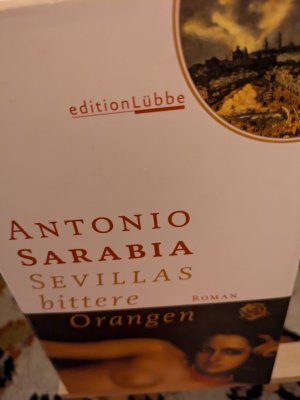 editionLübbe
ANTONIO
SARABIA
SEVILLAS
bittere ROMAN
Orangen